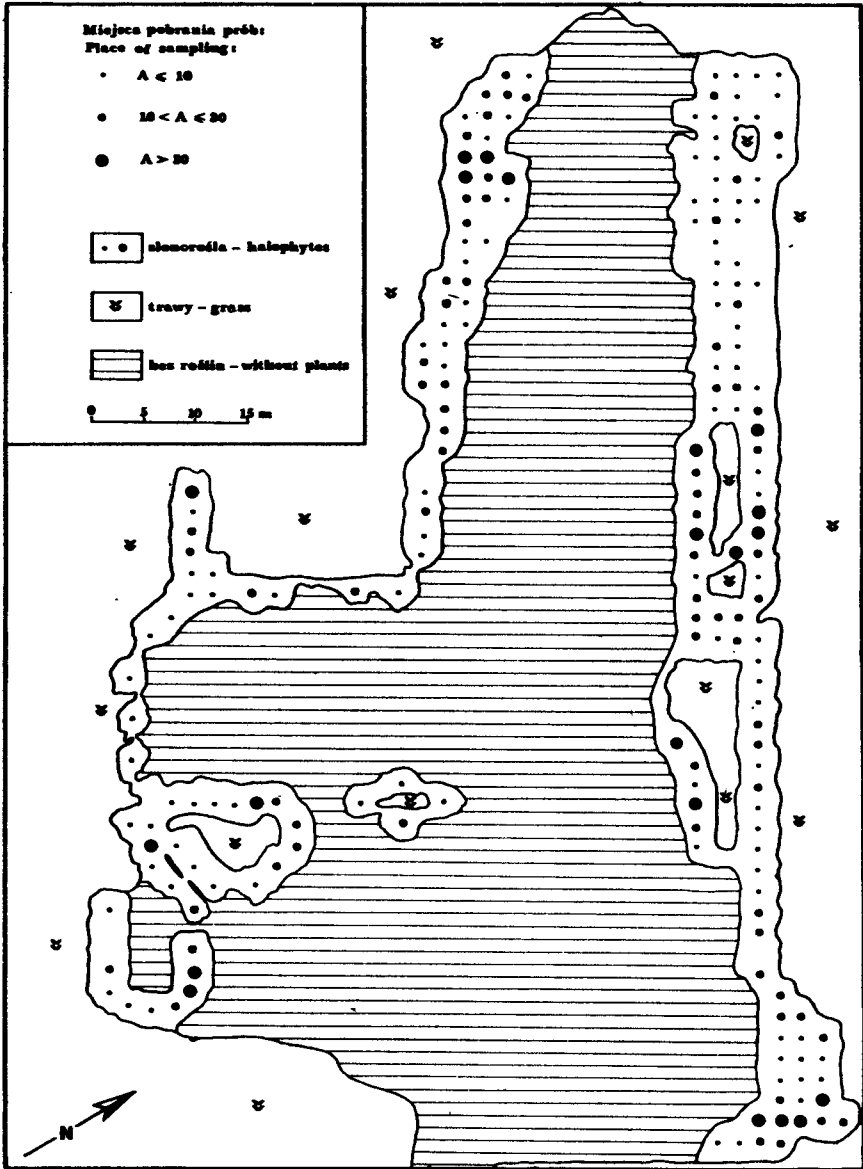 Miejsca pobrania prób:
Place of sampling:
A ⩽ 10
10 < A ⩽ 30
A > 30
słonorośla – halophytes
trawy – grass
bez roślin – without plants
0 5 10 15 m
N